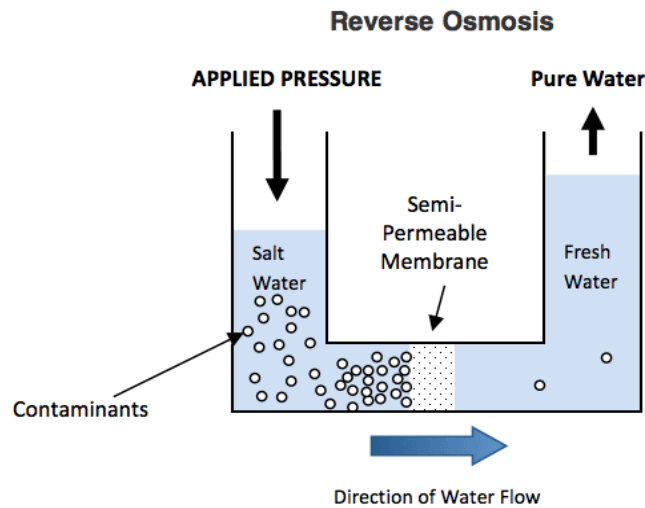 Reverse Osmosis
APPLIED PRESSURE
Pure Water
Semi-
Permeable
Membrane
Salt
Water
Fresh
Water
Contaminants
Direction of Water Flow